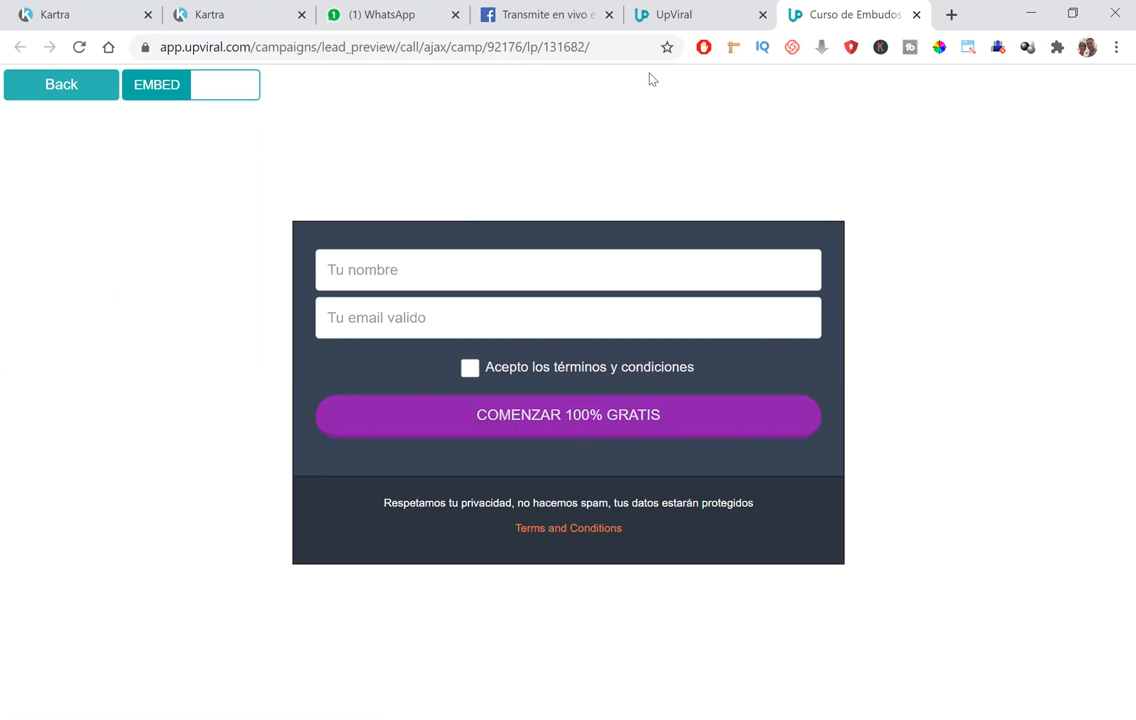 Kartra
Kartra
(1) WhatsApp
Transmite en vivo e
UpViral
Curso de Embudos
app.upviral.com/campaigns/lead_preview/call/ajax/camp/92176/lp/131682/
Back
EMBED
Tu nombre
Tu email valido
Acepto los términos y condiciones
COMENZAR 100% GRATIS
Respetamos tu privacidad, no hacemos spam, tus datos estarán protegidos
Terms and Conditions